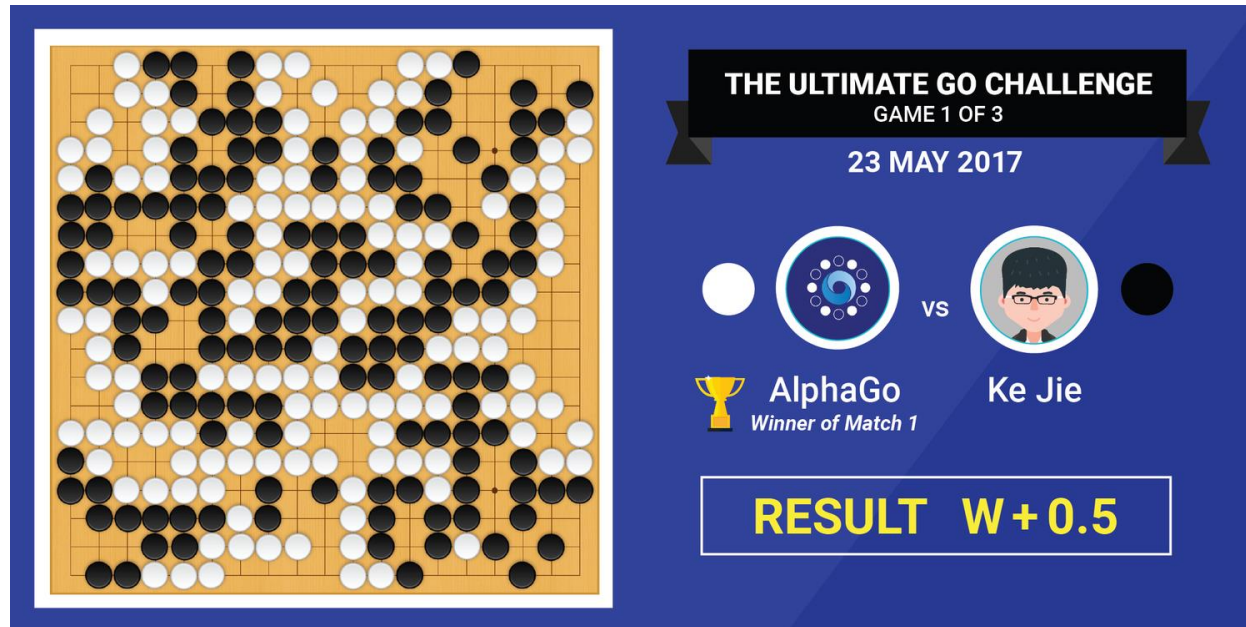 THE ULTIMATE GO CHALLENGE
GAME 1 OF 3
23 MAY 2017
VS
AlphaGo
Winner of Match 1
Ke Jie
RESULT W + 0.5